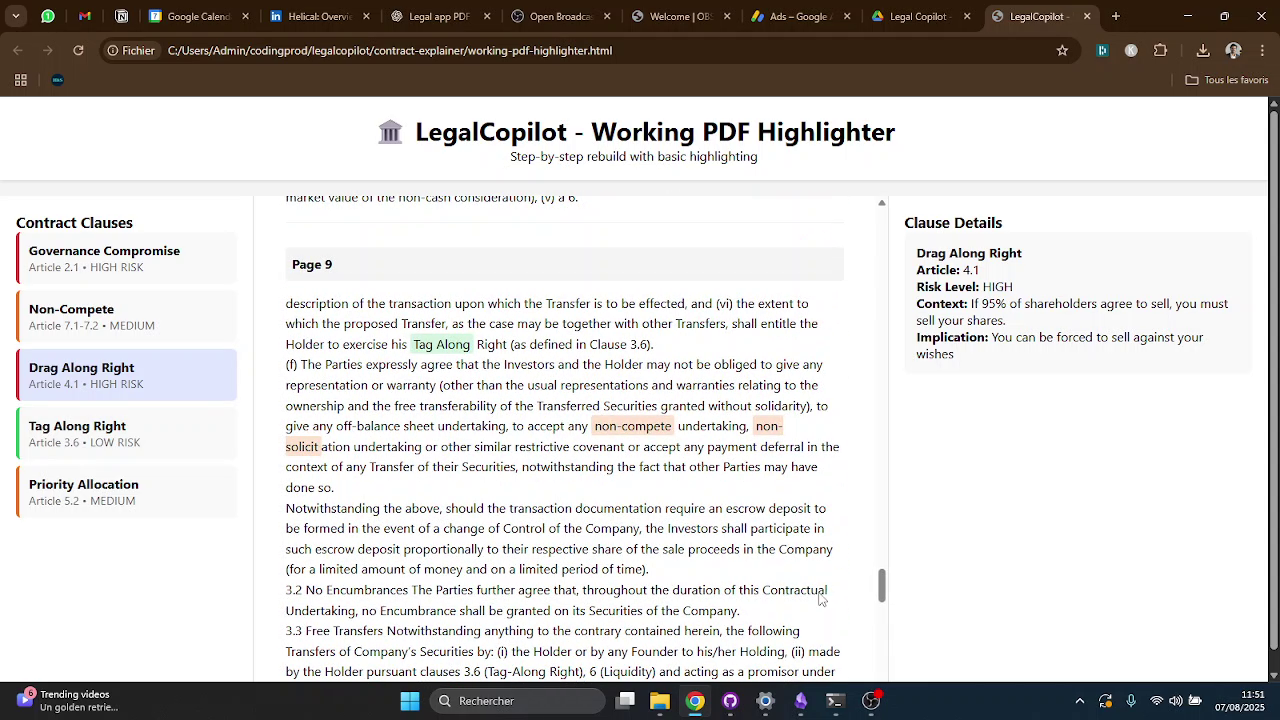 Google Calend
Helical: Overvi
Legal app PDF
Open Broadcas
Welcome | OBS
Ads – Google A
Legal Copilot -
LegalCopilot -
Fichier
C:/Users/Admin/codingprod/legalcopilot/contract-explainer/working-pdf-highlighter.html
Tous les favoris
LegalCopilot - Working PDF Highlighter
Step-by-step rebuild with basic highlighting
Contract Clauses
Governance Compromise
Article 2.1 • HIGH RISK
Non-Compete
Article 7.1-7.2 • MEDIUM
Drag Along Right
Article 4.1 • HIGH RISK
Tag Along Right
Article 3.6 • LOW RISK
Priority Allocation
Article 5.2 • MEDIUM
market value of the non-cash consideration), (v) a 6.
Page 9
description of the transaction upon which the Transfer is to be effected, and (vi) the extent to
which the proposed Transfer, as the case may be together with other Transfers, shall entitle the
Holder to exercise his Tag Along Right (as defined in Clause 3.6).
(f) The Parties expressly agree that the Investors and the Holder may not be obliged to give any
representation or warranty (other than the usual representations and warranties relating to the
ownership and the free transferability of the Transferred Securities granted without solidarity), to
give any off-balance sheet undertaking, to accept any non-compete undertaking, non-
solicitation undertaking or other similar restrictive covenant or accept any payment deferral in the
context of any Transfer of their Securities, notwithstanding the fact that other Parties may have
done so.
Notwithstanding the above, should the transaction documentation require an escrow deposit to
be formed in the event of a change of Control of the Company, the Investors shall participate in
such escrow deposit proportionally to their respective share of the sale proceeds in the Company
(for a limited amount of money and on a limited period of time).
3.2 No Encumbrances The Parties further agree that, throughout the duration of this Contractual
Undertaking, no Encumbrance shall be granted on its Securities of the Company.
3.3 Free Transfers Notwithstanding anything to the contrary contained herein, the following
Transfers of Company's Securities by: (i) the Holder or by any Founder to his/her Holding, (ii) made
by the Holder pursuant clauses 3.6 (Tag-Along Right), 6 (Liquidity) and acting as a promisor under
Clause Details
Drag Along Right
Article: 4.1
Risk Level: HIGH
Context: If 95% of shareholders agree to sell, you must
sell your shares.
Implication: You can be forced to sell against your
wishes
6
Trending videos
Un golden retrie...
Rechercher
11:51
07/08/2025